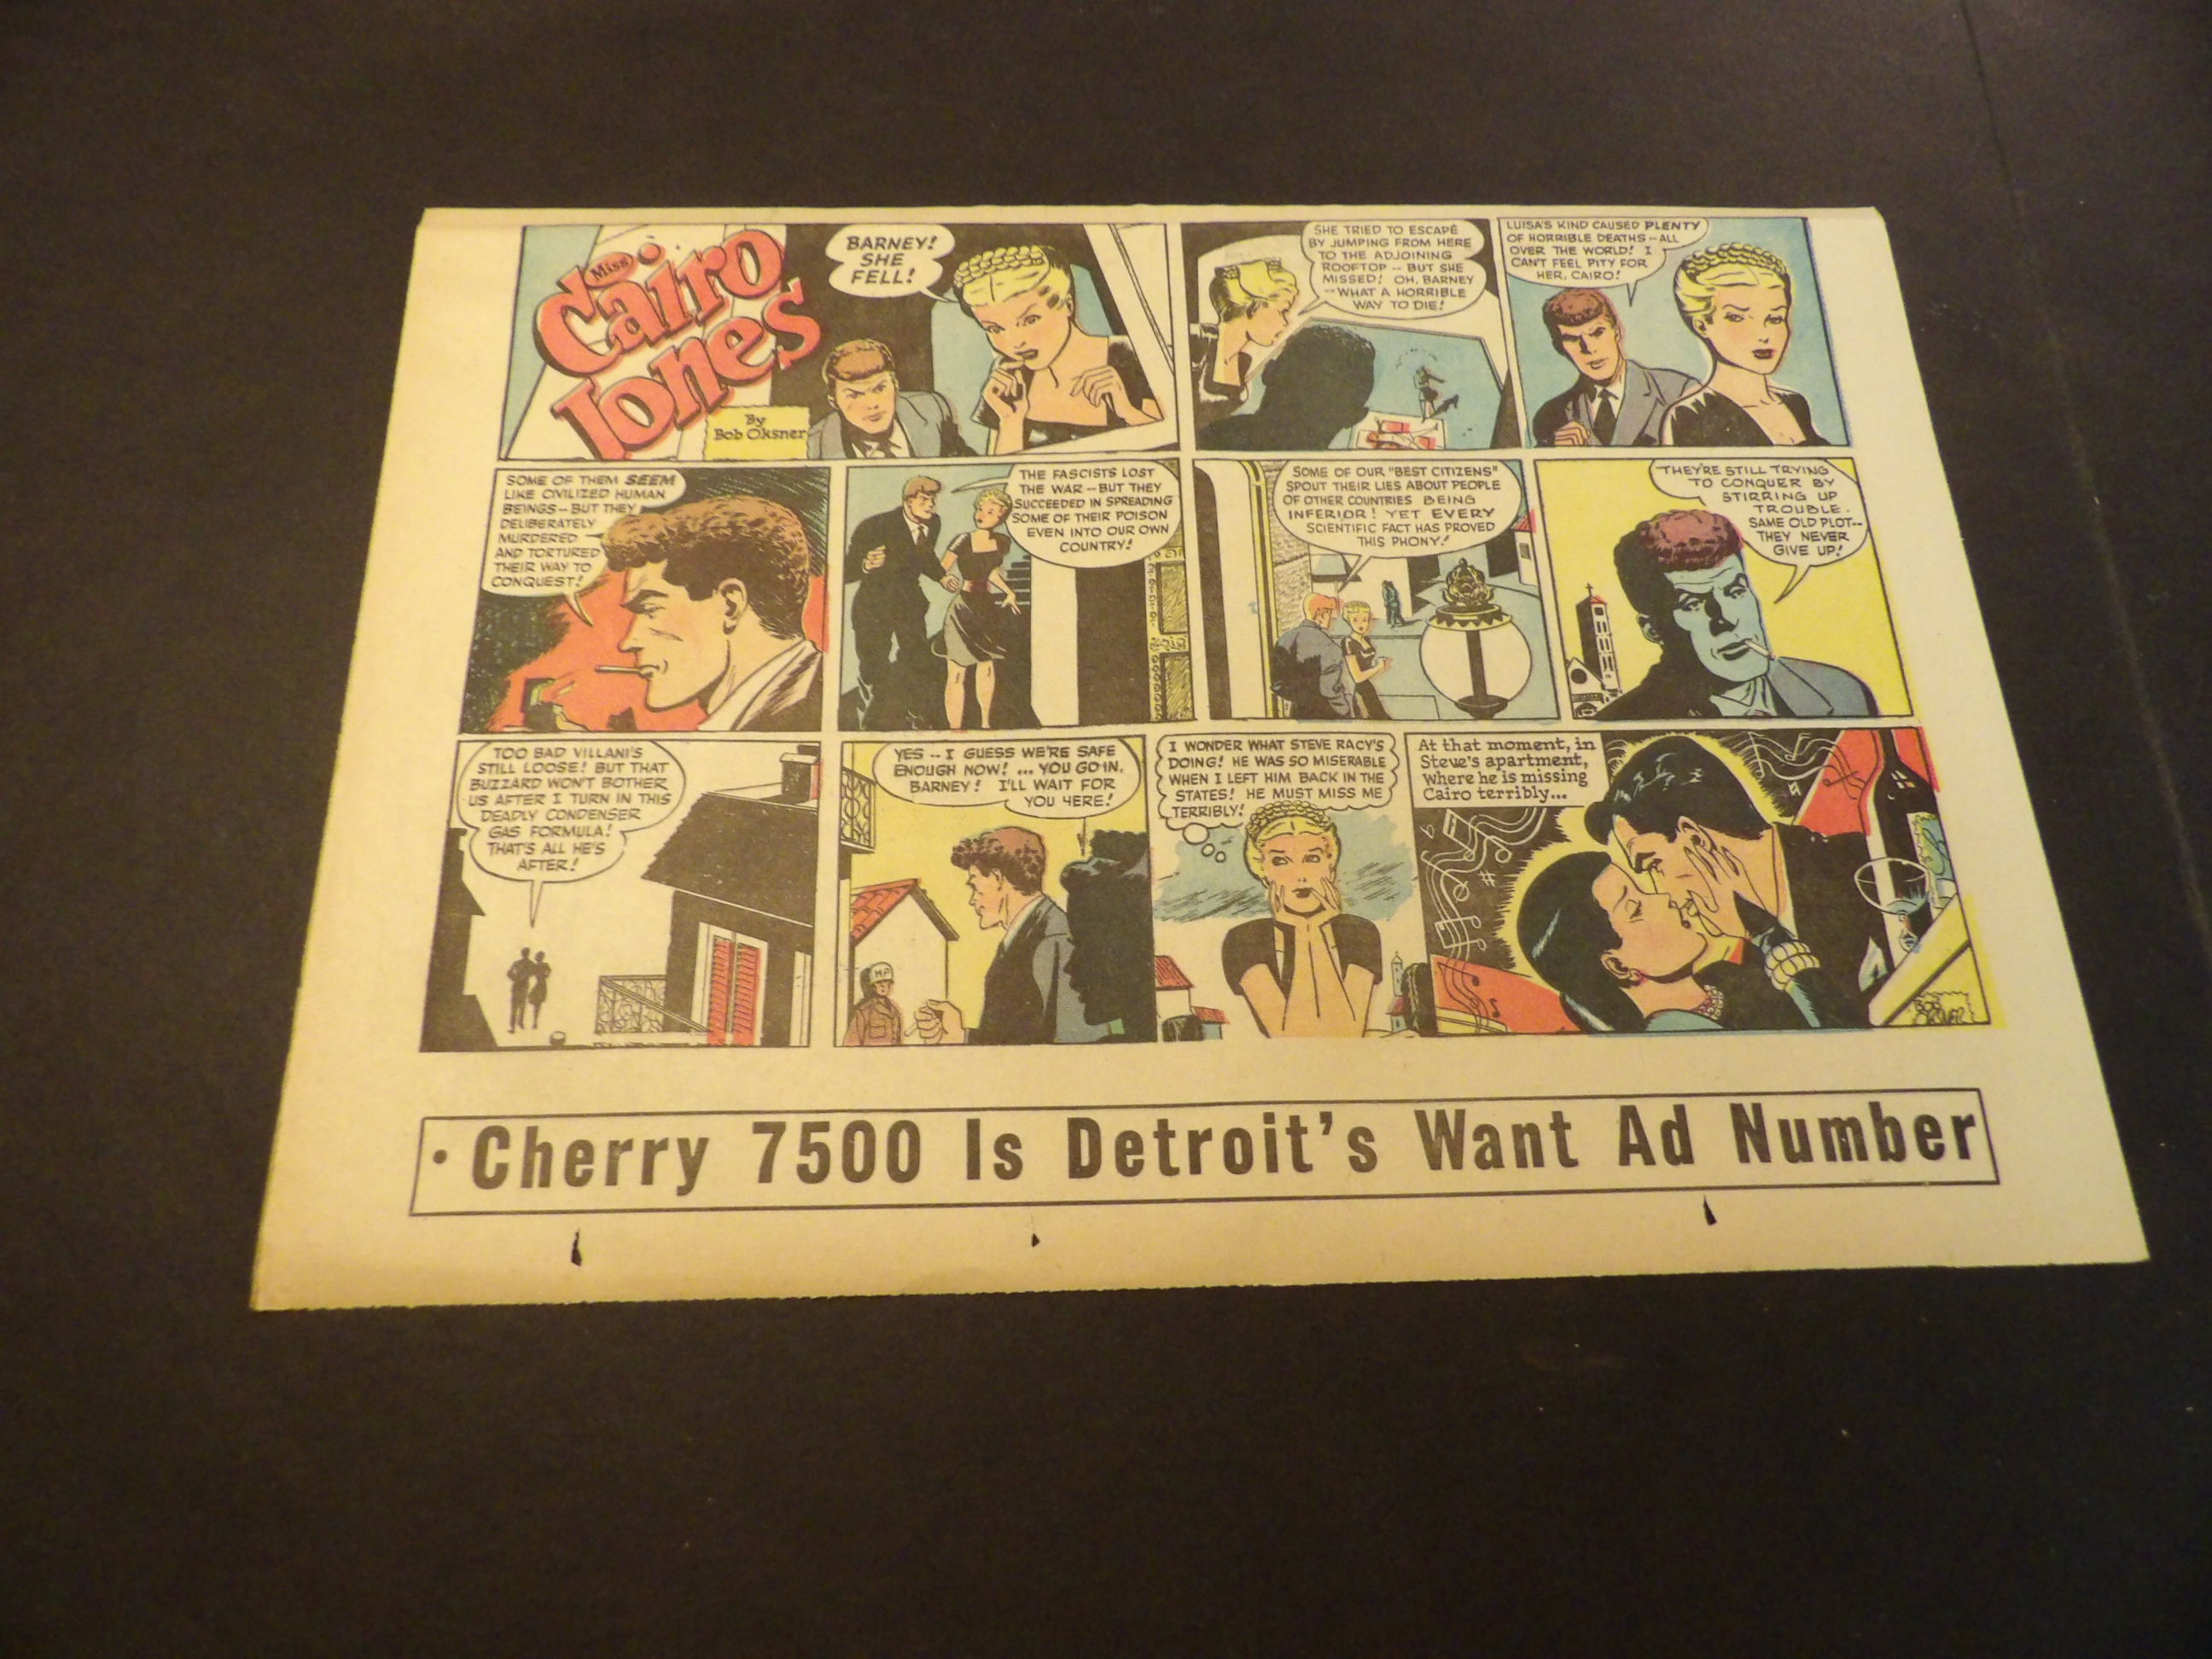 Miss
Cairo
Jones
By
Bob Oksner
BARNEY!
SHE
FELL!
SHE TRIED TO ESCAPE
BY JUMPING FROM HERE
TO THE ADJOINING
ROOFTOP -- BUT SHE
MISSED! OH, BARNEY
--WHAT A HORRIBLE
WAY TO DIE!
LUISA'S KIND CAUSED PLENTY
OF HORRIBLE DEATHS--ALL
OVER THE WORLD! I
CAN'T FEEL PITY FOR
HER, CAIRO!
SOME OF THEM SEEM
LIKE CIVILIZED HUMAN
BEINGS--BUT THEY
DELIBERATELY
MURDERED
AND TORTURED
THEIR WAY TO
CONQUEST!
THE FASCISTS LOST
THE WAR--BUT THEY
SUCCEEDED IN SPREADING
SOME OF THEIR POISON
EVEN INTO OUR OWN
COUNTRY!
SOME OF OUR "BEST CITIZENS"
SPOUT THEIR LIES ABOUT PEOPLE
OF OTHER COUNTRIES BEING
INFERIOR! YET EVERY
SCIENTIFIC FACT HAS PROVED
THIS PHONY!
THEY'RE STILL TRYING
TO CONQUER BY
STIRRING UP
TROUBLE.
SAME OLD PLOT--
THEY NEVER
GIVE UP!
TOO BAD VILLANI'S
STILL LOOSE! BUT THAT
BUZZARD WON'T BOTHER
US AFTER I TURN IN THIS
DEADLY CONDENSER
GAS FORMULA!
THAT'S ALL HE'S
AFTER!
YES -- I GUESS WE'RE SAFE
ENOUGH NOW! ... YOU GO IN,
BARNEY! I'LL WAIT FOR
YOU HERE!
MP
I WONDER WHAT STEVE RACY'S
DOING! HE WAS SO MISERABLE
WHEN I LEFT HIM BACK IN THE
STATES! HE MUST MISS ME
TERRIBLY!
At that moment, in
Steve's apartment,
Where he is missing
Cairo terribly...
BOB
OKSNER
• Cherry 7500 Is Detroit's Want Ad Number